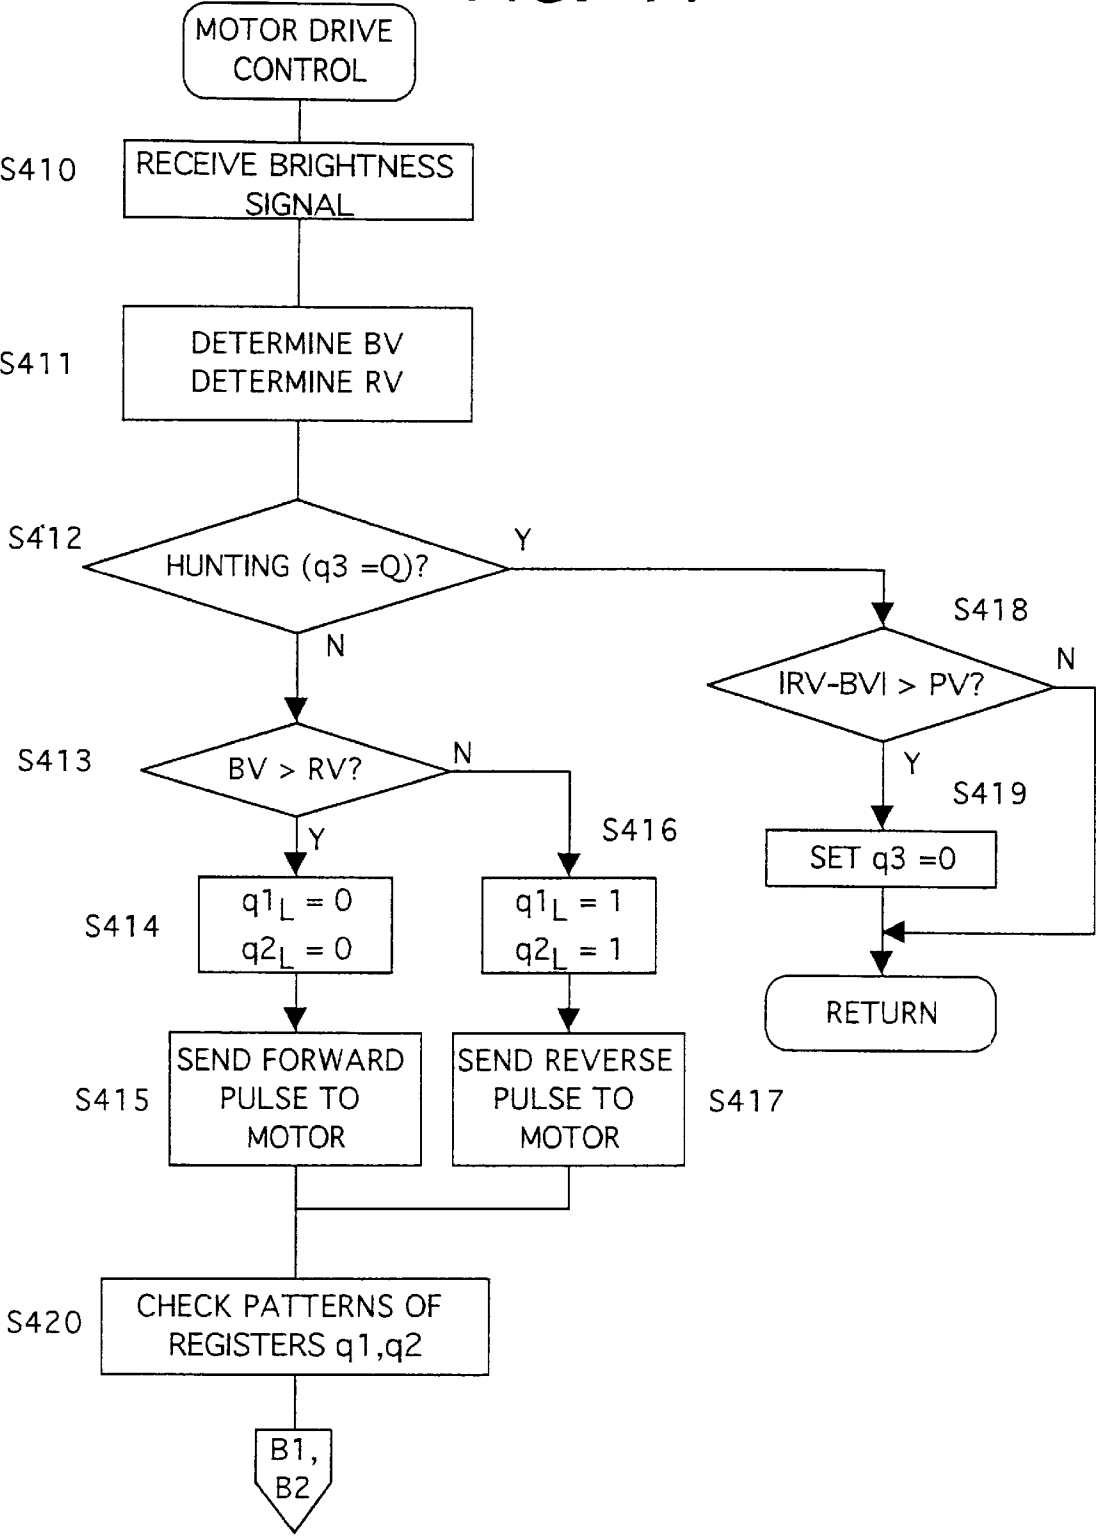 MOTOR DRIVE
CONTROL
S410
RECEIVE BRIGHTNESS
SIGNAL
S411
DETERMINE BV
DETERMINE RV
S412
HUNTING (q3 =Q)?
Y
N
S418
|RV-BV| > PV?
N
Y
S413
BV > RV?
N
Y
S419
SET q3 =0
S416
S414
q1L = 0
q2L = 0
q1L = 1
q2L = 1
RETURN
S415
SEND FORWARD
PULSE TO
MOTOR
SEND REVERSE
PULSE TO
MOTOR
S417
S420
CHECK PATTERNS OF
REGISTERS q1,q2
B1,
B2